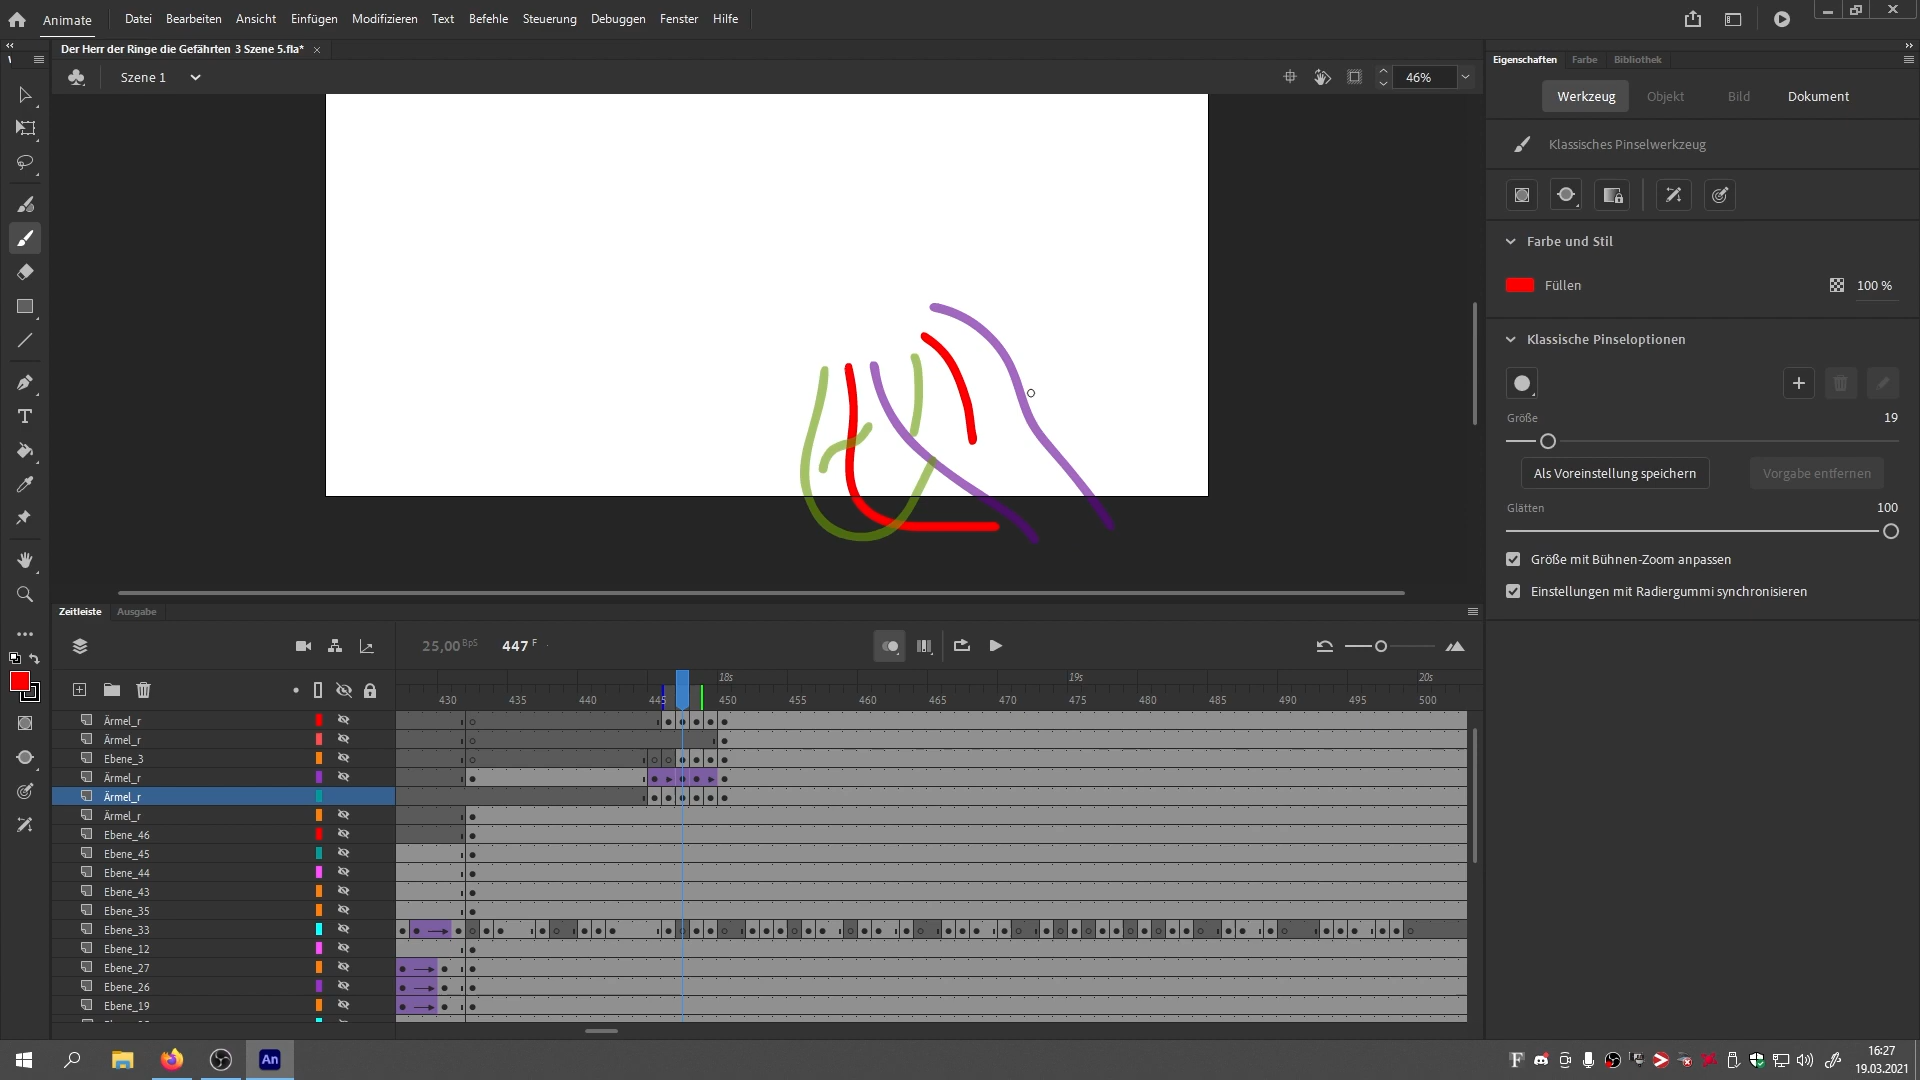 Animate
Datei Bearbeiten Ansicht Einfügen Modifizieren Text Befehle Steuerung Debuggen Fenster Hilfe
Der Herr der Ringe die Gefährten 3 Szene 5.fla* ×
Szene 1
46%
Eigenschaften Farbe Bibliothek
Werkzeug Objekt Bild Dokument
Klassisches Pinselwerkzeug
Farbe und Stil
Füllen 100 %
Klassische Pinseloptionen
Größe 19
Als Voreinstellung speichern Vorgabe entfernen
Glätten 100
Größe mit Bühnen-Zoom anpassen
Einstellungen mit Radiergummi synchronisieren
Zeitleiste Ausgabe
25,00 BpS 447 F
18s 19s 20s
430 435 440 445 450 455 460 465 470 475 480 485 490 495 500
Ärmel_r
Ärmel_r
Ebene_3
Ärmel_r
Ärmel_r
Ärmel_r
Ebene_46
Ebene_45
Ebene_44
Ebene_43
Ebene_35
Ebene_33
Ebene_12
Ebene_27
Ebene_26
Ebene_19
An
16:27
19.03.2021